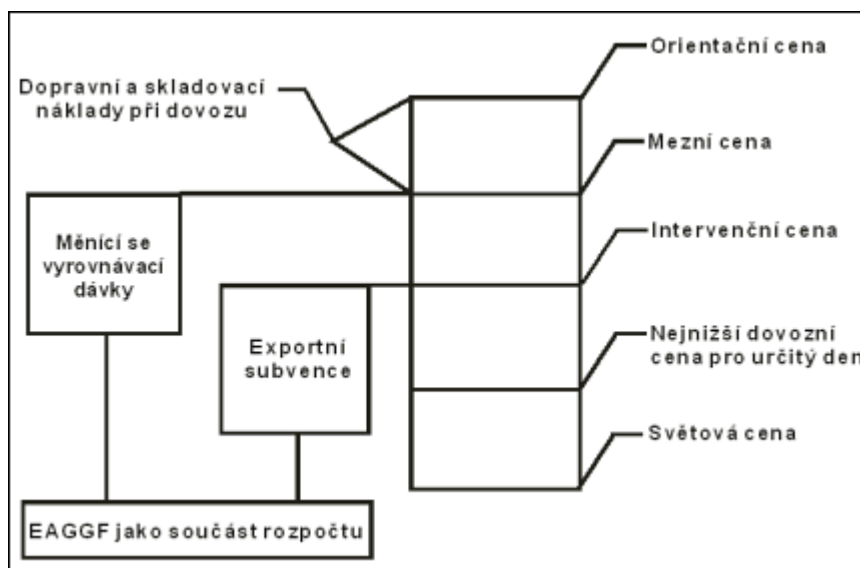 Orientační cena
Dopravní a skladovací
náklady při dovozu
Mezní cena
Měnící se
vyrovnávací
dávky
Intervenční cena
Exportní
subvence
Nejnižší dovozní
cena pro určitý den
Světová cena
EAGGF jako součást rozpočtu